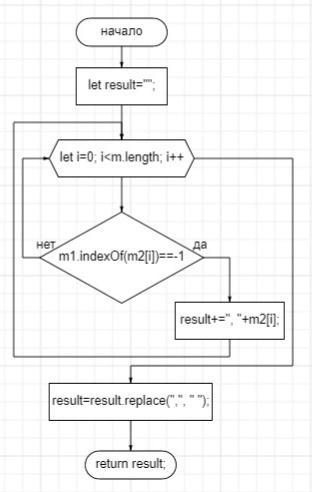 начало
let result="";
let i=0; i<m.length; i++
нет
да
m1.indexOf(m2[i])==-1
result+=", "+m2[i];
result=result.replace(",", " ");
return result;